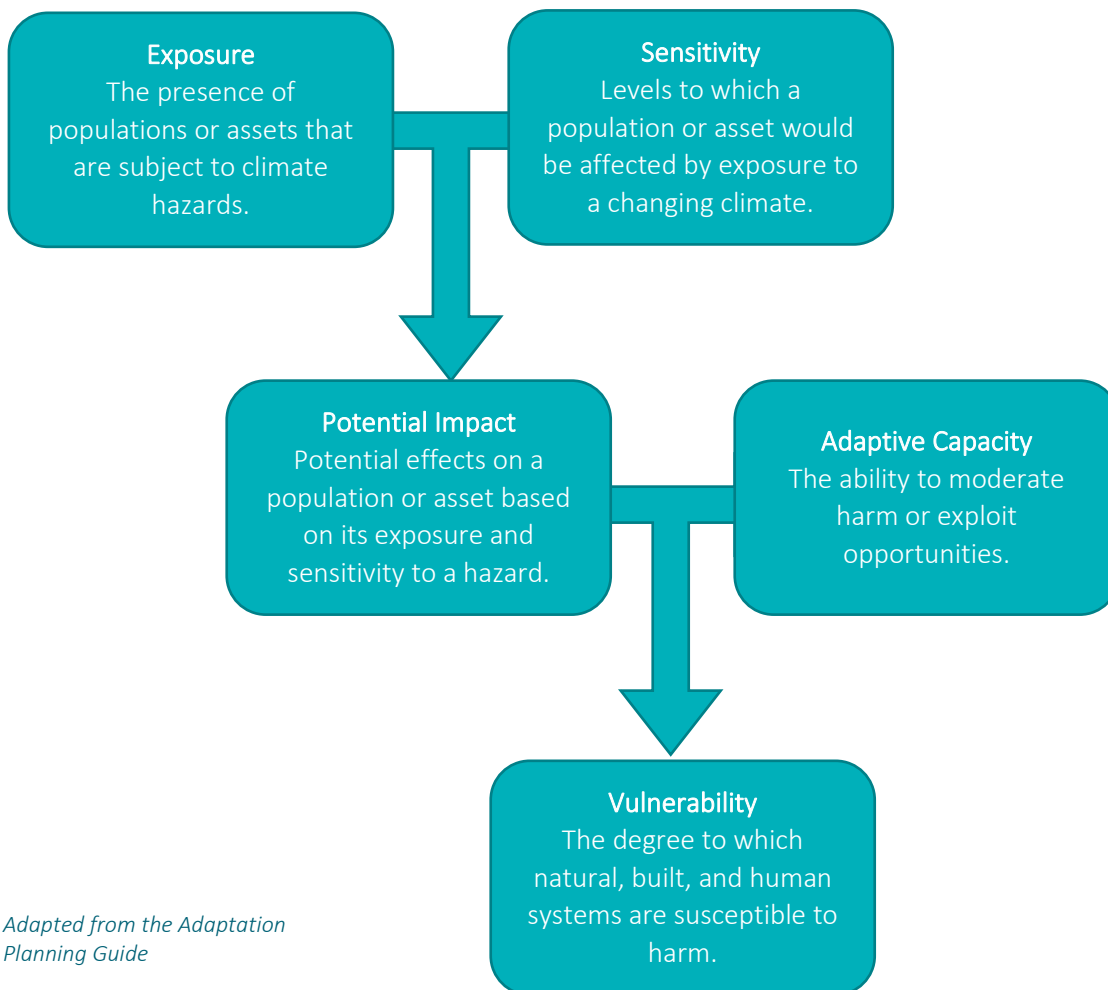 Exposure
The presence of
populations or assets that
are subject to climate
hazards.
Sensitivity
Levels to which a
population or asset would
be affected by exposure to
a changing climate.
Potential Impact
Potential effects on a
population or asset based
on its exposure and
sensitivity to a hazard.
Adaptive Capacity
The ability to moderate
harm or exploit
opportunities.
Vulnerability
The degree to which
natural, built, and human
systems are susceptible to
harm.
Adapted from the Adaptation
Planning Guide